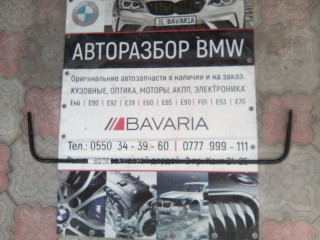 BAVARIA
АВТОРАЗБОР BMW
Оригинальные автозапчасти в наличии и на заказ.
КУЗОВНЫЕ, ОПТИКА, МОТОРЫ, АКПП, ЭЛЕКТРОНИКА
E46 | E90 | E92 | E39 | E60 | E65 | E90 | F01 | E53 | E70
BAVARIA
Тел.: 0550 34-39-60 | 0777 999-111